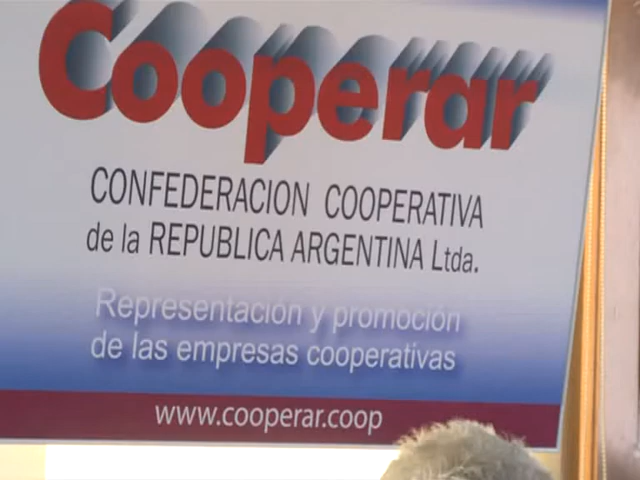 Cooperar
CONFEDERACION COOPERATIVA
de la REPUBLICA ARGENTINA Ltda.
Representación y promoción
de las empresas cooperativas
www.cooperar.coop